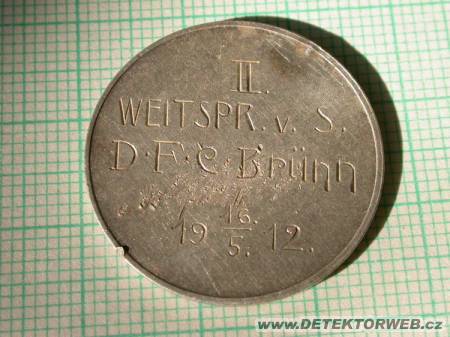 II.
WEITSPR. v. S.
D·F·C Brünn
19 16./5. 12.
www.DETEKTORWEB.cz